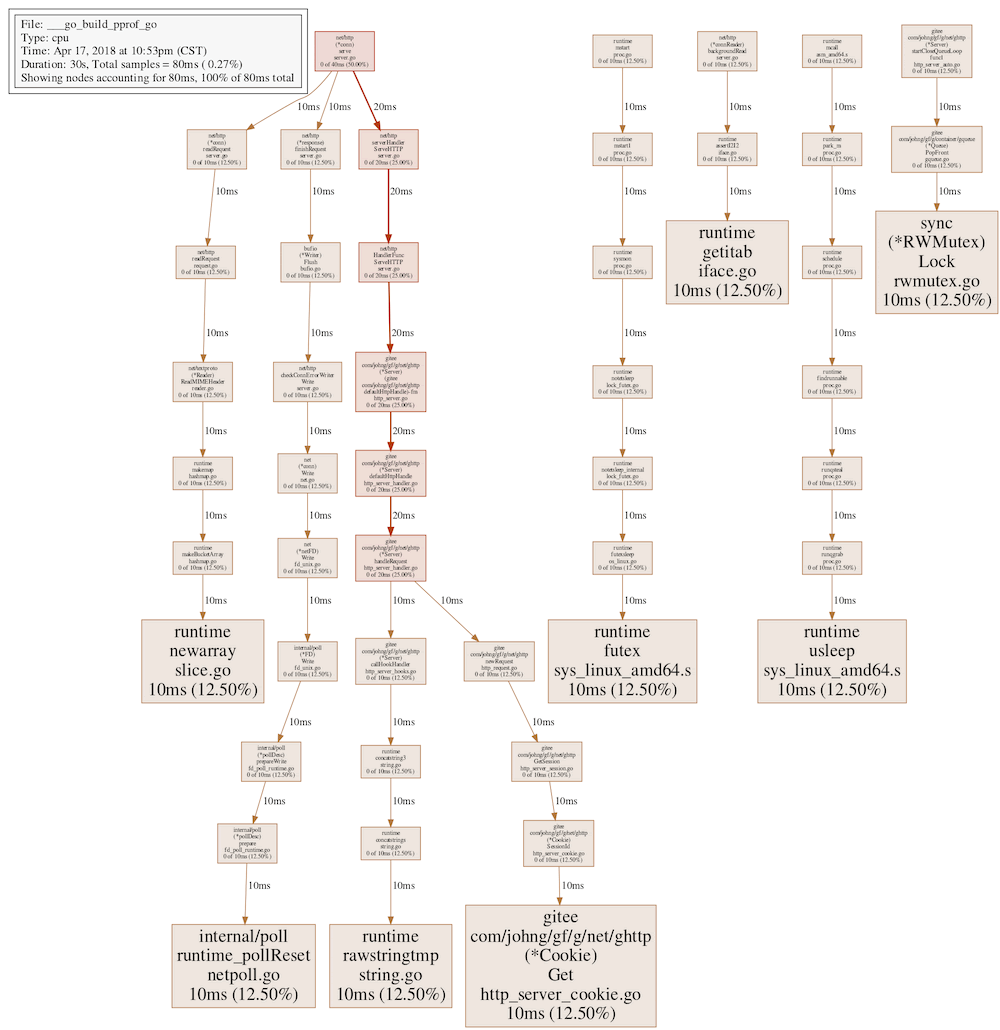 File: ___go_build_pprof_go
Type: cpu
Time: Apr 17, 2018 at 10:53pm (CST)
Duration: 30s, Total samples = 80ms ( 0.27%)
Showing nodes accounting for 80ms, 100% of 80ms total
net/http
(*conn)
serve
server.go
0 of 40ms (50.00%)
runtime
mstart
proc.go
0 of 10ms (12.50%)
net/http
(*connReader)
backgroundRead
server.go
0 of 10ms (12.50%)
runtime
mcall
asm_amd64.s
0 of 10ms (12.50%)
gitee
com/johng/gf/g/net/ghttp
(*Server)
startCloseQueueLoop
func1
http_server_auto.go
0 of 10ms (12.50%)
10ms
10ms
20ms
10ms
10ms
10ms
10ms
net/http
(*conn)
readRequest
server.go
0 of 10ms (12.50%)
net/http
(*response)
finishRequest
server.go
0 of 10ms (12.50%)
net/http
serverHandler
ServeHTTP
server.go
0 of 20ms (25.00%)
runtime
mstart1
proc.go
0 of 10ms (12.50%)
runtime
assertI2I2
iface.go
0 of 10ms (12.50%)
runtime
park_m
proc.go
0 of 10ms (12.50%)
gitee
com/johng/gf/g/container/gqueue
(*Queue)
PopFront
gqueue.go
0 of 10ms (12.50%)
10ms
10ms
20ms
10ms
10ms
10ms
10ms
net/http
readRequest
request.go
0 of 10ms (12.50%)
bufio
(*Writer)
Flush
bufio.go
0 of 10ms (12.50%)
net/http
HandlerFunc
ServeHTTP
server.go
0 of 20ms (25.00%)
runtime
sysmon
proc.go
0 of 10ms (12.50%)
runtime
getitab
iface.go
10ms (12.50%)
runtime
schedule
proc.go
0 of 10ms (12.50%)
sync
(*RWMutex)
Lock
rwmutex.go
10ms (12.50%)
10ms
10ms
20ms
10ms
10ms
net/textproto
(*Reader)
ReadMIMEHeader
reader.go
0 of 10ms (12.50%)
net/http
checkConnErrorWriter
Write
server.go
0 of 10ms (12.50%)
gitee
com/johng/gf/g/net/ghttp
(*Server)
(gitee
com/johng/gf/g/net/ghttp
defaultHttpHandle)-fm
http_server.go
0 of 20ms (25.00%)
runtime
notetsleep
lock_futex.go
0 of 10ms (12.50%)
runtime
findrunnable
proc.go
0 of 10ms (12.50%)
10ms
10ms
20ms
10ms
10ms
runtime
makemap
hashmap.go
0 of 10ms (12.50%)
net
(*conn)
Write
net.go
0 of 10ms (12.50%)
gitee
com/johng/gf/g/net/ghttp
(*Server)
defaultHttpHandle
http_server_handler.go
0 of 20ms (25.00%)
runtime
notetsleep_internal
lock_futex.go
0 of 10ms (12.50%)
runtime
runqsteal
proc.go
0 of 10ms (12.50%)
10ms
10ms
20ms
10ms
10ms
runtime
makeBucketArray
hashmap.go
0 of 10ms (12.50%)
net
(*netFD)
Write
fd_unix.go
0 of 10ms (12.50%)
gitee
com/johng/gf/g/net/ghttp
(*Server)
handleRequest
http_server_handler.go
0 of 20ms (25.00%)
runtime
futexsleep
os_linux.go
0 of 10ms (12.50%)
runtime
runqgrab
proc.go
0 of 10ms (12.50%)
10ms
10ms
10ms
10ms
10ms
10ms
runtime
newarray
slice.go
10ms (12.50%)
internal/poll
(*FD)
Write
fd_unix.go
0 of 10ms (12.50%)
gitee
com/johng/gf/g/net/ghttp
(*Server)
callHookHandler
http_server_hooks.go
0 of 10ms (12.50%)
gitee
com/johng/gf/g/net/ghttp
newRequest
http_request.go
0 of 10ms (12.50%)
runtime
futex
sys_linux_amd64.s
10ms (12.50%)
runtime
usleep
sys_linux_amd64.s
10ms (12.50%)
10ms
10ms
10ms
internal/poll
(*pollDesc)
prepareWrite
fd_poll_runtime.go
0 of 10ms (12.50%)
runtime
concatstring3
string.go
0 of 10ms (12.50%)
gitee
com/johng/gf/g/net/ghttp
GetSession
http_server_session.go
0 of 10ms (12.50%)
10ms
10ms
10ms
internal/poll
(*pollDesc)
prepare
fd_poll_runtime.go
0 of 10ms (12.50%)
runtime
concatstrings
string.go
0 of 10ms (12.50%)
gitee
com/johng/gf/g/net/ghttp
(*Cookie)
SessionId
http_server_cookie.go
0 of 10ms (12.50%)
10ms
10ms
10ms
internal/poll
runtime_pollReset
netpoll.go
10ms (12.50%)
runtime
rawstringtmp
string.go
10ms (12.50%)
gitee
com/johng/gf/g/net/ghttp
(*Cookie)
Get
http_server_cookie.go
10ms (12.50%)